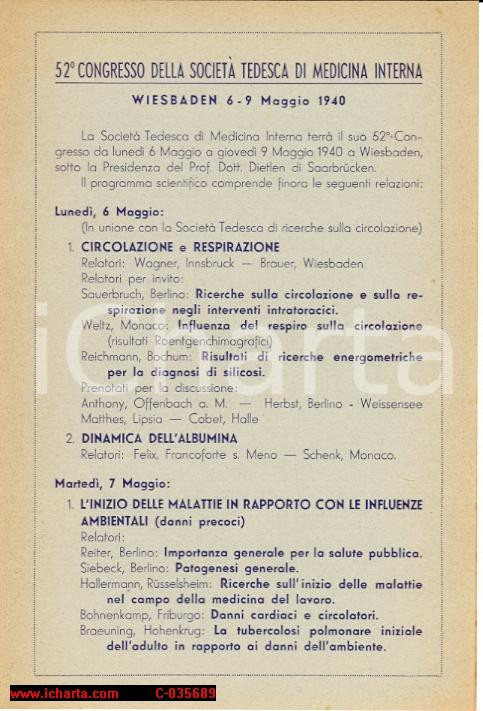 52° CONGRESSO DELLA SOCIETÀ TEDESCA DI MEDICINA INTERNA
WIESBADEN 6 - 9 Maggio 1940
La Società Tedesca di Medicina Interna terrà il suo 52°-Con-
gresso da lunedì 6 Maggio a giovedì 9 Maggio 1940 a Wiesbaden,
sotto la Presidenza del Prof. Dott. Dietlen di Saarbrücken.
Il programma scientifico comprende finora le seguenti relazioni:
Lunedì, 6 Maggio:
(In unione con la Società Tedesca di ricerche sulla circolazione)
1. CIRCOLAZIONE e RESPIRAZIONE
Relatori: Wagner, Innsbruck — Brauer, Wiesbaden
Relatori per invito:
Sauerbruch, Berlino: Ricerche sulla circolazione e sulla re-
spirazione negli interventi intratoracici.
Weltz, Monaco: Influenza del respiro sulla circolazione
(risultati Roentgenchimografici)
Reichmann, Bochum: Risultati di ricerche energometriche
per la diagnosi di silicosi.
Prenotati per la discussione:
Anthony, Offenbach a. M. — Herbst, Berlino - Weissensee
Matthes, Lipsia — Cobet, Halle
2. DINAMICA DELL'ALBUMINA
Relatori: Felix, Francoforte s. Meno — Schenk, Monaco.
Martedì, 7 Maggio:
1. L'INIZIO DELLE MALATTIE IN RAPPORTO CON LE INFLUENZE
AMBIENTALI (danni precoci)
Relatori:
Reiter, Berlino: Importanza generale per la salute pubblica.
Siebeck, Berlino: Patogenesi generale.
Hallermann, Rüsselsheim: Ricerche sull'inizio delle malattie
nel campo della medicina del lavoro.
Bohnenkamp, Friburgo: Danni cardiaci e circolatori.
Braeuning, Hohenkrug: La tubercolosi polmonare iniziale
dell'adulto in rapporto ai danni dell'ambiente.
iCharta
www.icharta.com C-035689